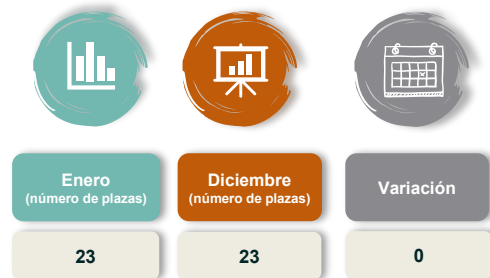 Enero
(número de plazas)
Diciembre
(número de plazas)
Variación
23
23
0